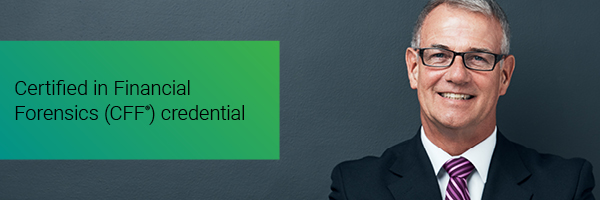 Certified in Financial
Forensics (CFF®) credential